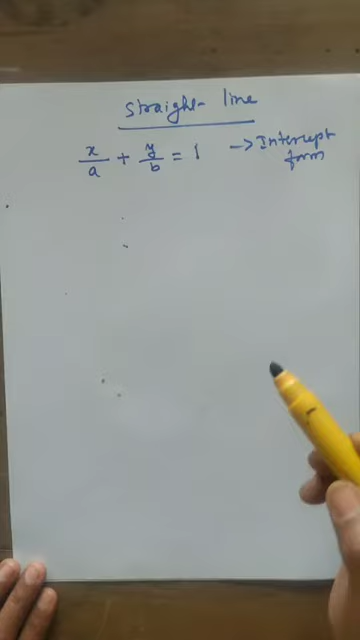 straight line
x/a + y/b = 1 → Intercept
form